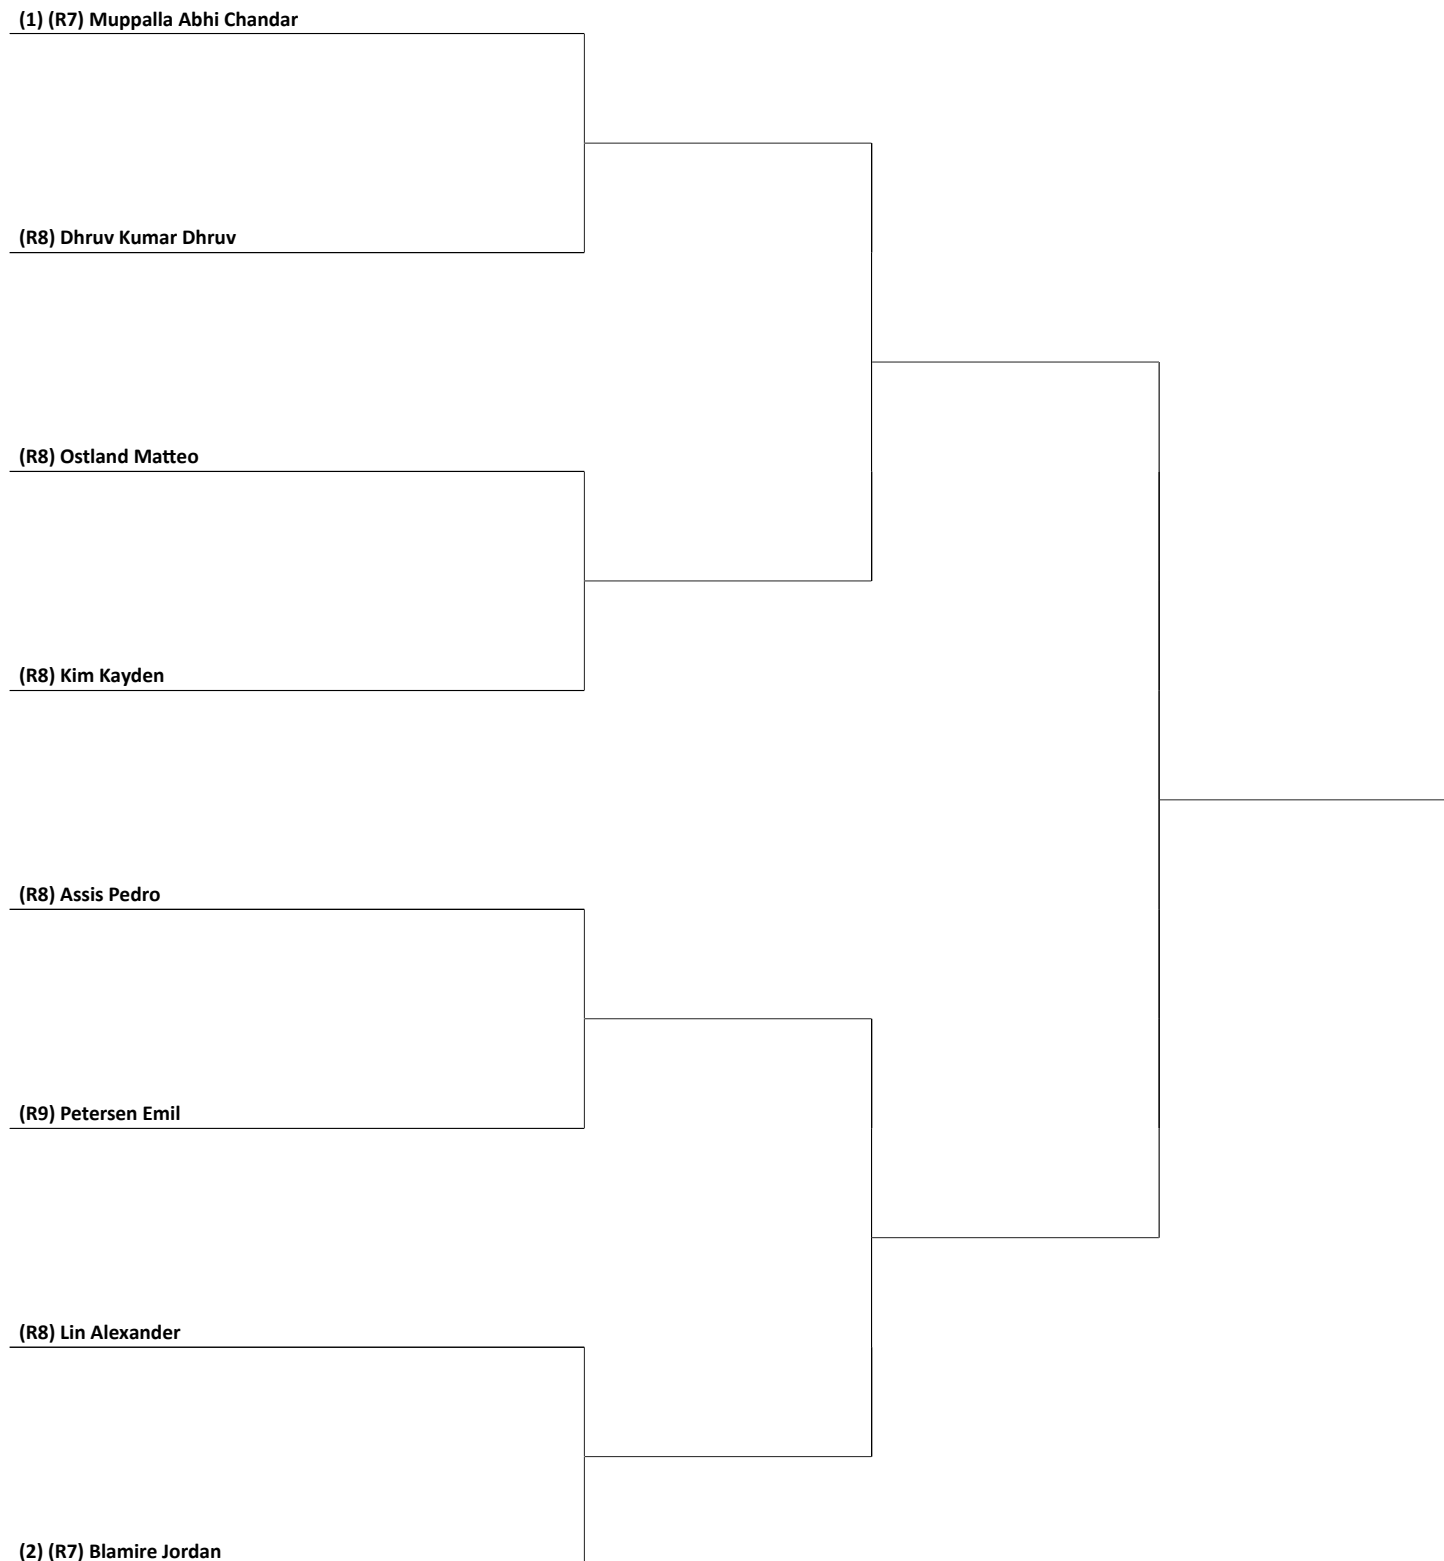 (1) (R7) Muppalla Abhi Chandar
(R8) Dhruv Kumar Dhruv
(R8) Ostland Matteo
(R8) Kim Kayden
(R8) Assis Pedro
(R9) Petersen Emil
(R8) Lin Alexander
(2) (R7) Blamire Jordan